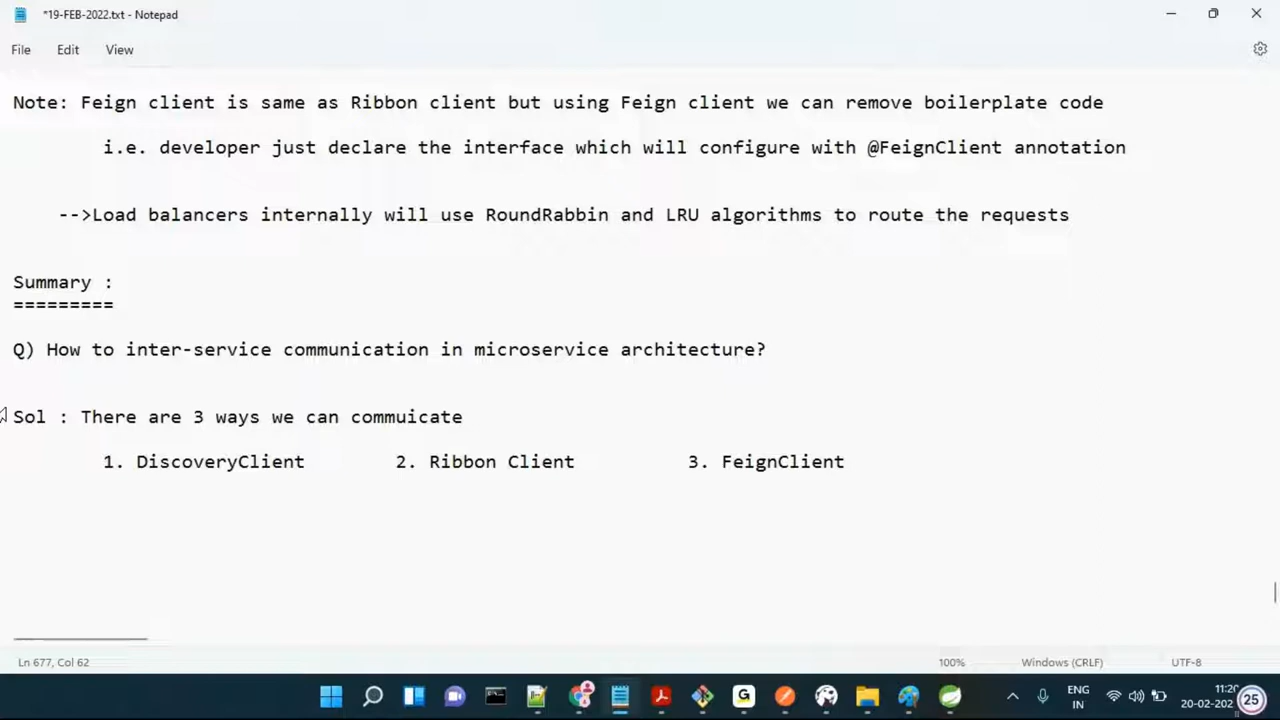 *19-FEB-2022.txt - Notepad
File Edit View
Note: Feign client is same as Ribbon client but using Feign client we can remove boilerplate code
i.e. developer just declare the interface which will configure with @FeignClient annotation
-->Load balancers internally will use RoundRabbin and LRU algorithms to route the requests
Summary :
=========
Q) How to inter-service communication in microservice architecture?
Sol : There are 3 ways we can commuicate
1. DiscoveryClient 2. Ribbon Client 3. FeignClient
Ln 677, Col 62 100% Windows (CRLF) UTF-8
ENG 11:20
IN 20-02-202 25